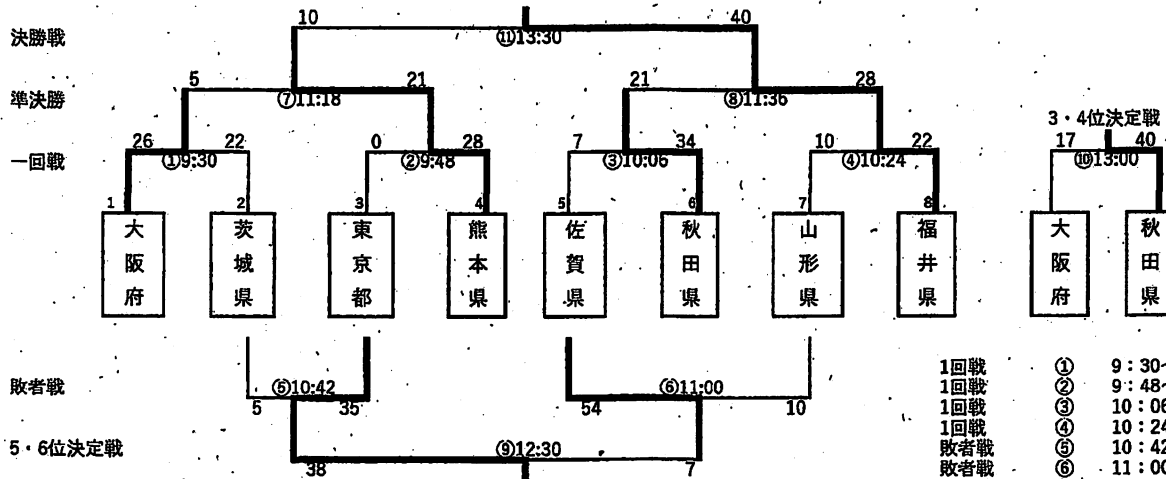 10 40
決勝戦 ⑪13:30
5 21 21 28
準決勝 ⑦11:18 ⑧11:36
3・4位決定戦
26 22 0 28 7 34 10 22 17 40
一回戦 ①9:30 ②9:48 ③10:06 ④10:24 ⑩13:00
1 2 3 4 5 6 7 8
大阪府 茨城県 東京都 熊本県 佐賀県 秋田県 山形県 福井県 大阪府 秋田県
敗者戦 ⑤10:42 ⑥11:00
5 35 54 10
5・6位決定戦 ⑨12:30
38 7
1回戦 ① 9:30~
1回戦 ② 9:48~
1回戦 ③ 10:06
1回戦 ④ 10:24
敗者戦 ⑤ 10:42
敗者戦 ⑥ 11:00